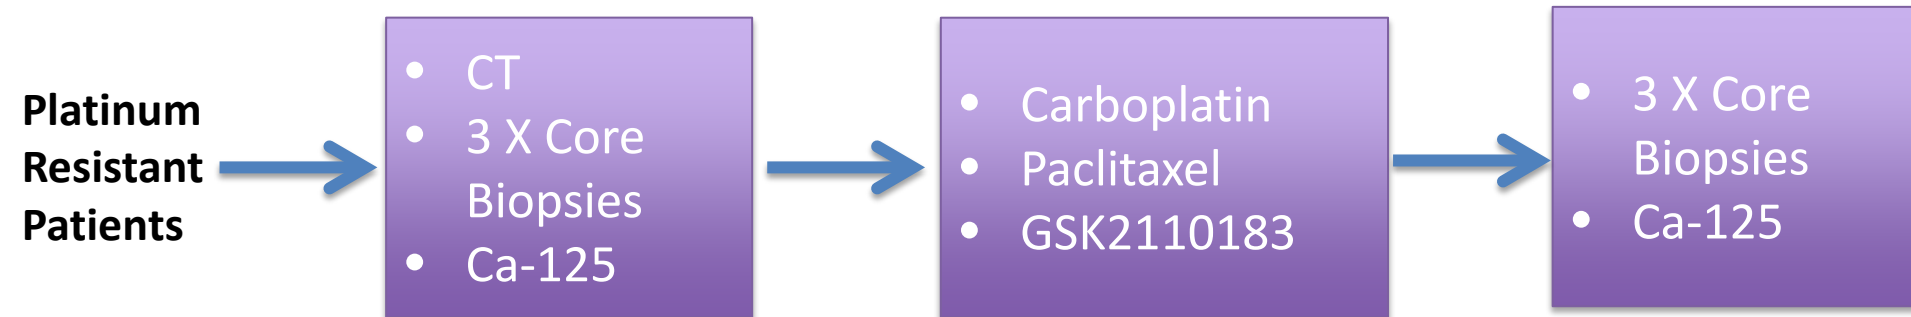 Platinum
Resistant
Patients
• CT
• 3 X Core
Biopsies
• Ca-125
• Carboplatin
• Paclitaxel
• GSK2110183
• 3 X Core
Biopsies
• Ca-125